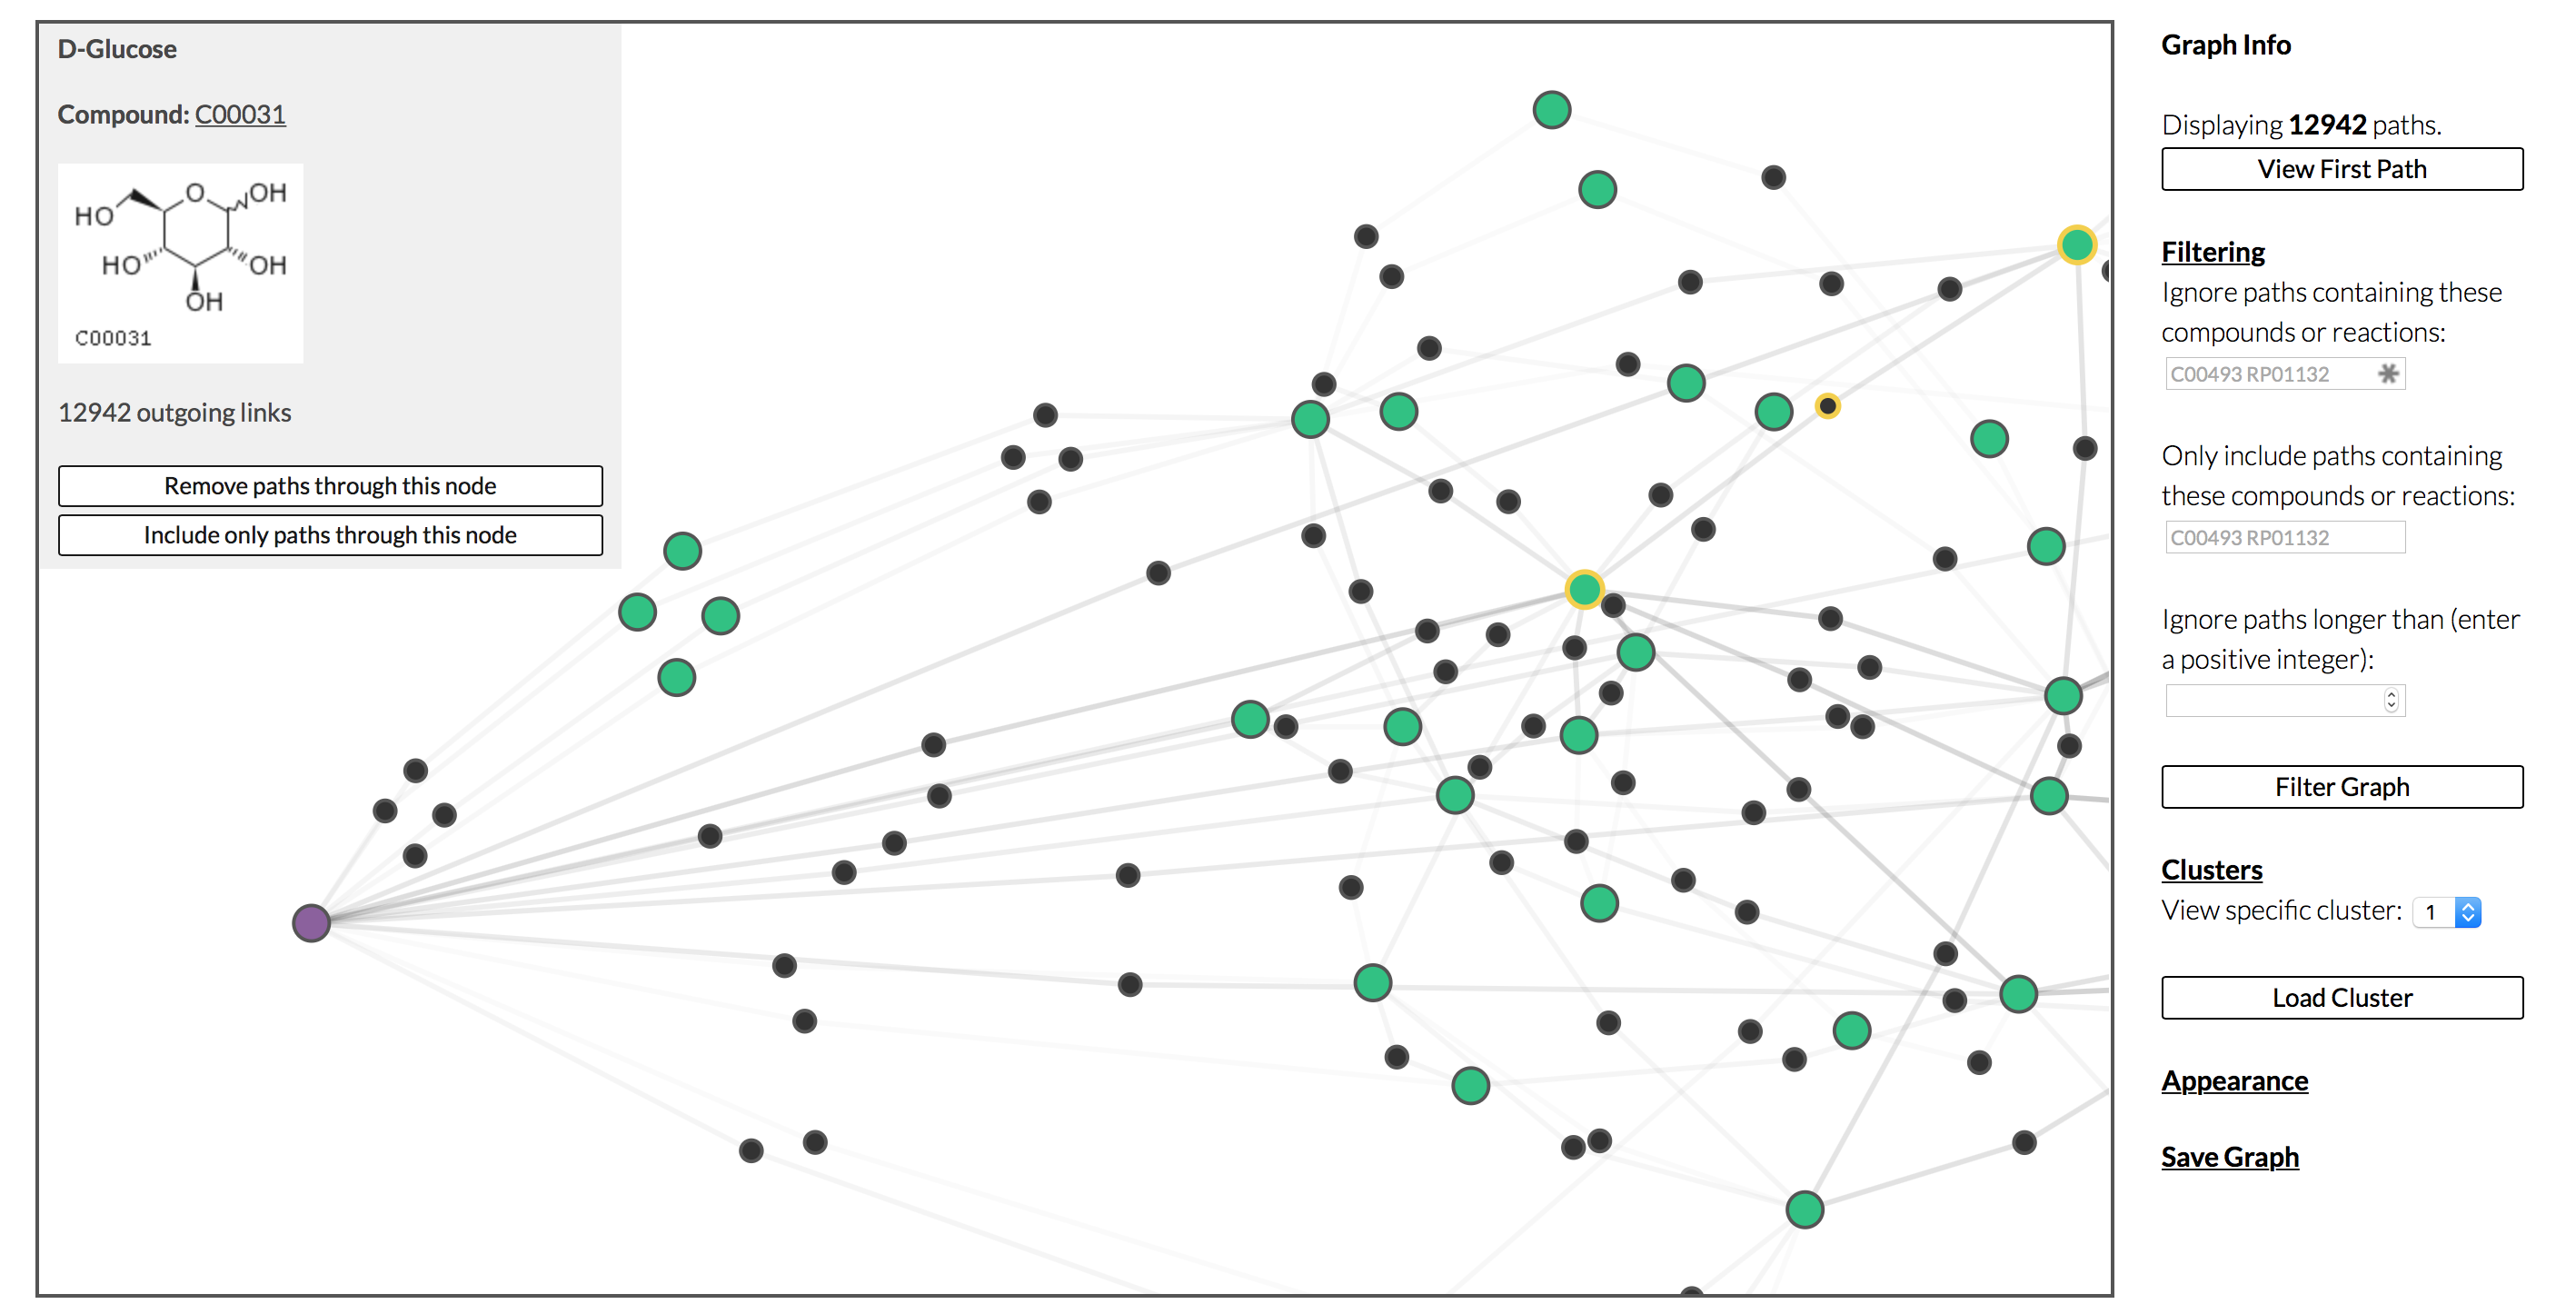 D-Glucose
Compound: C00031
O
OH
HO
HO
OH
OH
C00031
12942 outgoing links
Remove paths through this node
Include only paths through this node
Graph Info
Displaying 12942 paths.
View First Path
Filtering
Ignore paths containing these
compounds or reactions:
C00493 RP01132
Only include paths containing
these compounds or reactions:
C00493 RP01132
Ignore paths longer than (enter
a positive integer):
Filter Graph
Clusters
View specific cluster: 1
Load Cluster
Appearance
Save Graph